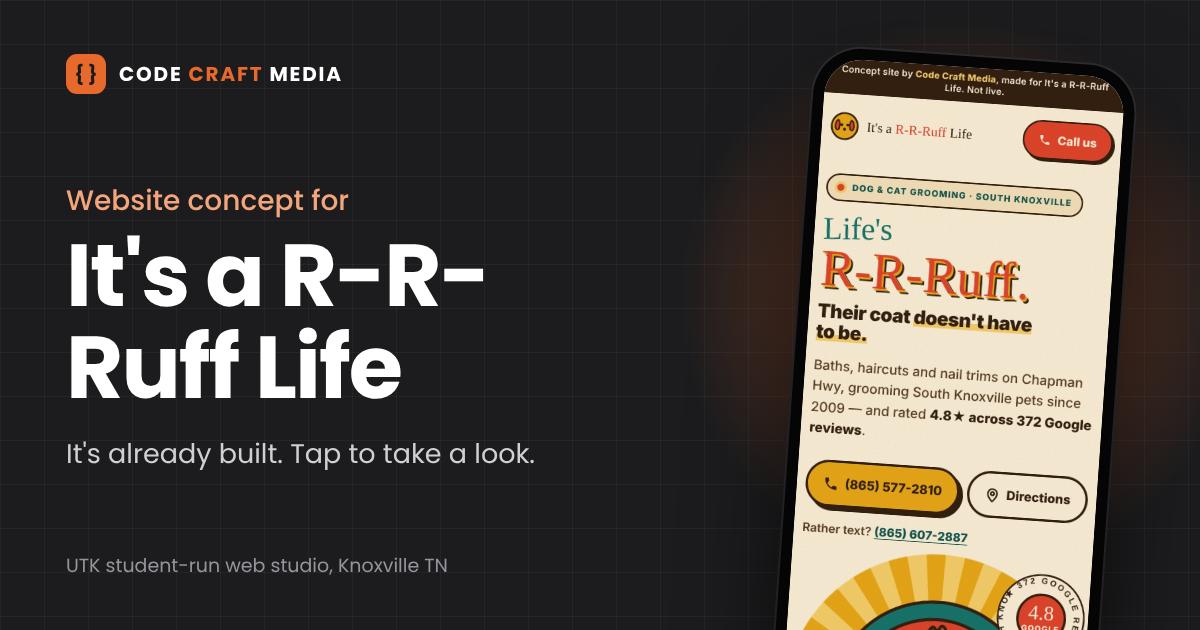 { } CODE CRAFT MEDIA
Website concept for
It's a R-R-
Ruff Life
It's already built. Tap to take a look.
UTK student-run web studio, Knoxville TN
Concept site by Code Craft Media, made for It's a R-R-Ruff
Life. Not live.
It's a R-R-Ruff Life
Call us
DOG & CAT GROOMING · SOUTH KNOXVILLE
Life's
R-R-Ruff.
Their coat doesn't have
to be.
Baths, haircuts and nail trims on Chapman
Hwy, grooming South Knoxville pets since
2009 — and rated 4.8★ across 372 Google
reviews.
(865) 577-2810
Directions
Rather text? (865) 607-2887
★ 372 GOOGLE
4.8
GOOGLE